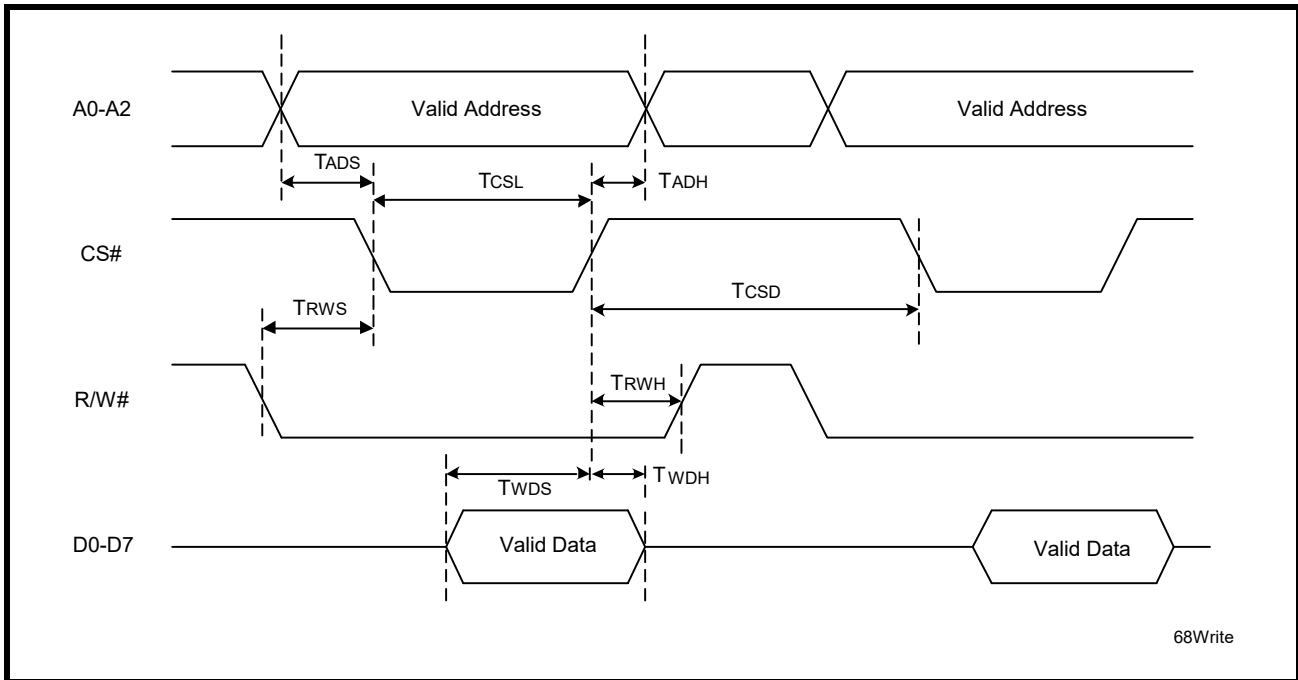 A0-A2
Valid Address
Valid Address
TADS
TCSL
TADH
CS#
TCSD
TRWS
R/W#
TRWH
TWDS
TWDH
D0-D7
Valid Data
Valid Data
68Write